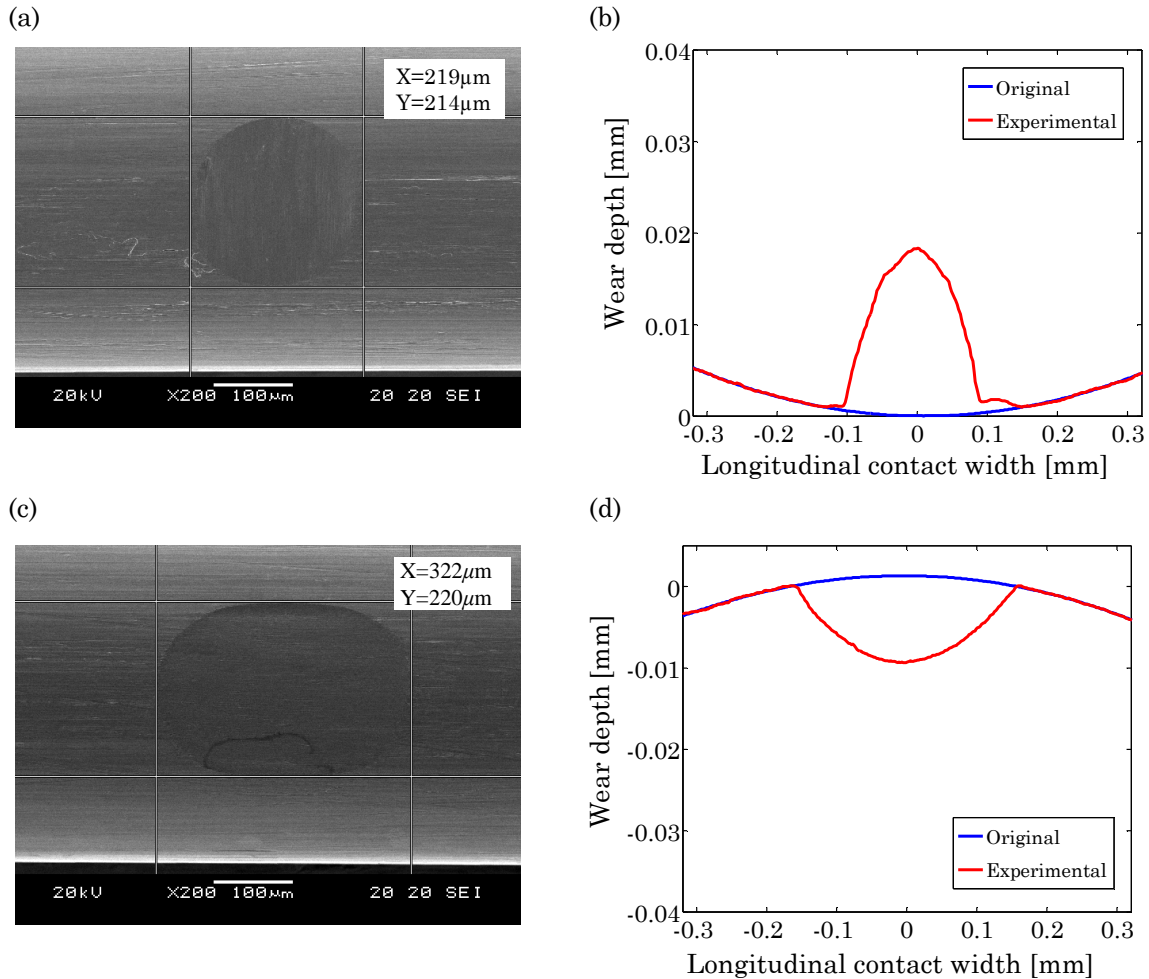 (a)
X=219µm
Y=214µm
20kV X200 100µm 20 20 SEI
(b)
0.04
0.03
0.02
0.01
0
Wear depth [mm]
Original
Experimental
-0.3 -0.2 -0.1 0 0.1 0.2 0.3
Longitudinal contact width [mm]
(c)
X=322µm
Y=220µm
20kV X200 100µm 20 20 SEI
(d)
0
-0.01
-0.02
-0.03
-0.04
Wear depth [mm]
Original
Experimental
-0.3 -0.2 -0.1 0 0.1 0.2 0.3
Longitudinal contact width [mm]